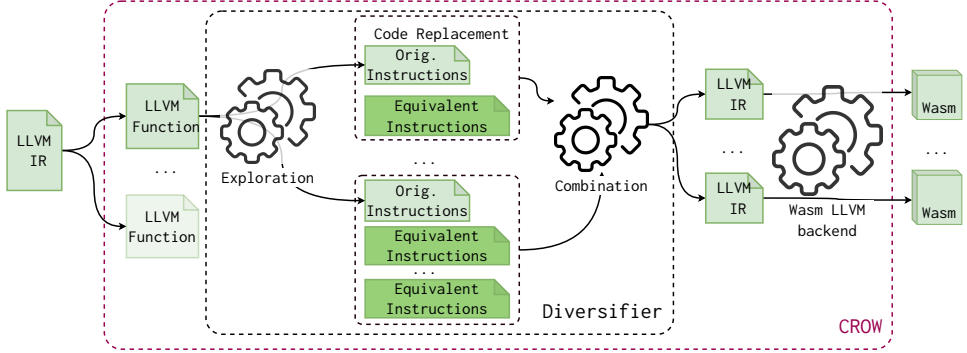 LLVM
IR
LLVM
Function
...
LLVM
Function
Exploration
Code Replacement
Orig.
Instructions
Equivalent
Instructions
...
Orig.
Instructions
Equivalent
Instructions
...
Equivalent
Instructions
Combination
Diversifier
LLVM
IR
...
LLVM
IR
Wasm LLVM
backend
CROW
Wasm
...
Wasm